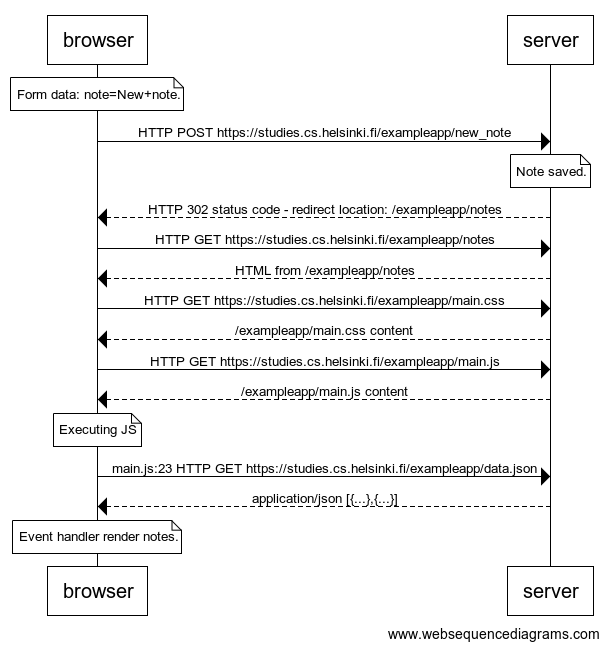 browser server
Form data: note=New+note.
HTTP POST https://studies.cs.helsinki.fi/exampleapp/new_note
Note saved.
HTTP 302 status code - redirect location: /exampleapp/notes
HTTP GET https://studies.cs.helsinki.fi/exampleapp/notes
HTML from /exampleapp/notes
HTTP GET https://studies.cs.helsinki.fi/exampleapp/main.css
/exampleapp/main.css content
HTTP GET https://studies.cs.helsinki.fi/exampleapp/main.js
/exampleapp/main.js content
Executing JS
main.js:23 HTTP GET https://studies.cs.helsinki.fi/exampleapp/data.json
application/json [{...},{...}]
Event handler render notes.
browser server
www.websequencediagrams.com